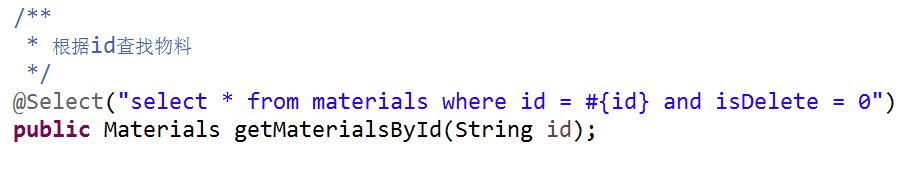 /**
 * 根据id查找物料
 */
@Select("select * from materials where id = #{id} and isDelete = 0")
public Materials getMaterialsById(String id);